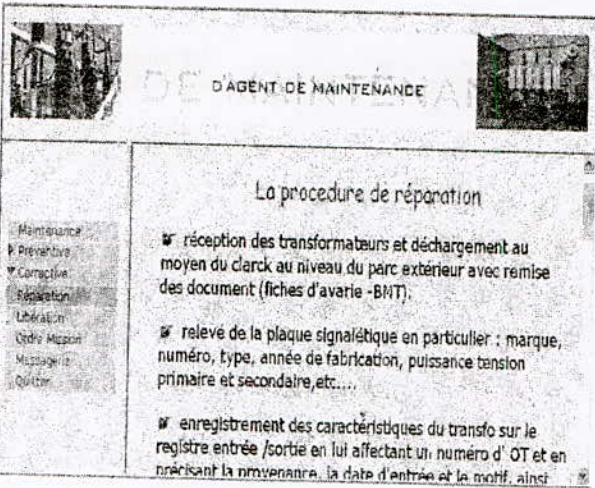 D'AGENT DE MAINTENANCE
La procedure de réparation
Maintenance
Préventive
Corrective
Réparation
Libération
Ordre Mission
Messagerie
Quitter
☞ réception des transformateurs et déchargement au
moyen du clarck au niveau du parc extérieur avec remise
des document (fiches d'avarie -BMT).
☞ relevé de la plaque signalétique en particulier : marque,
numéro, type, année de fabrication, puissance tension
primaire et secondaire,etc....
☞ enregistrement des caractéristiques du transfo sur le
registre entrée /sortie en lui affectant un numéro d' OT et en
précisant la provenance, la date d'entrée et le motif, ainsi